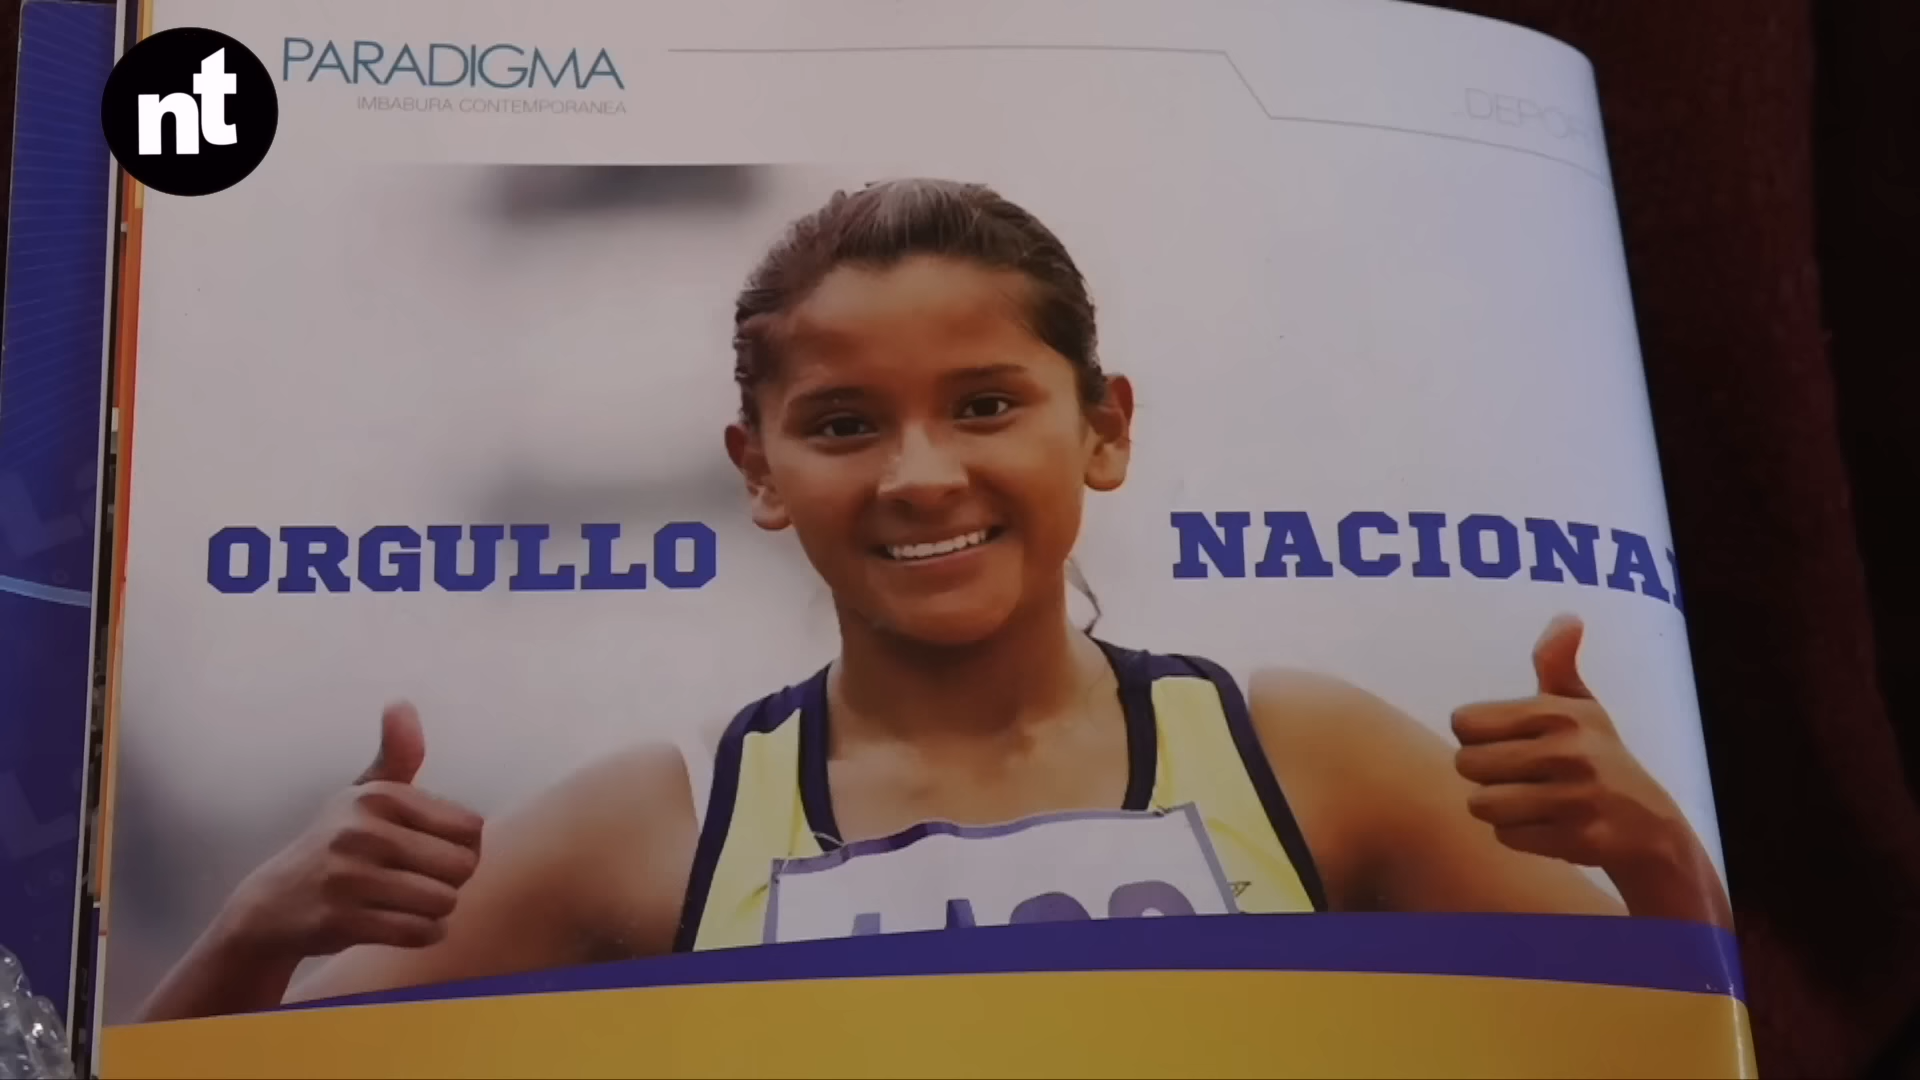 nt
PARADIGMA
IMBABURA CONTEMPORANEA
ORGULLO
NACIONA